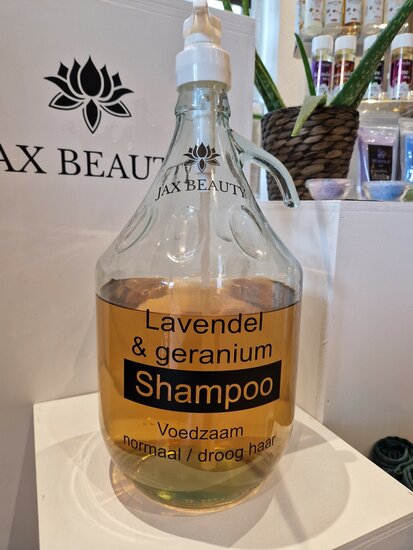 JAX BEAUTY
JAX BEAUTY
Lavendel
& geranium
Shampoo
Voedzaam
normaal / droog haar